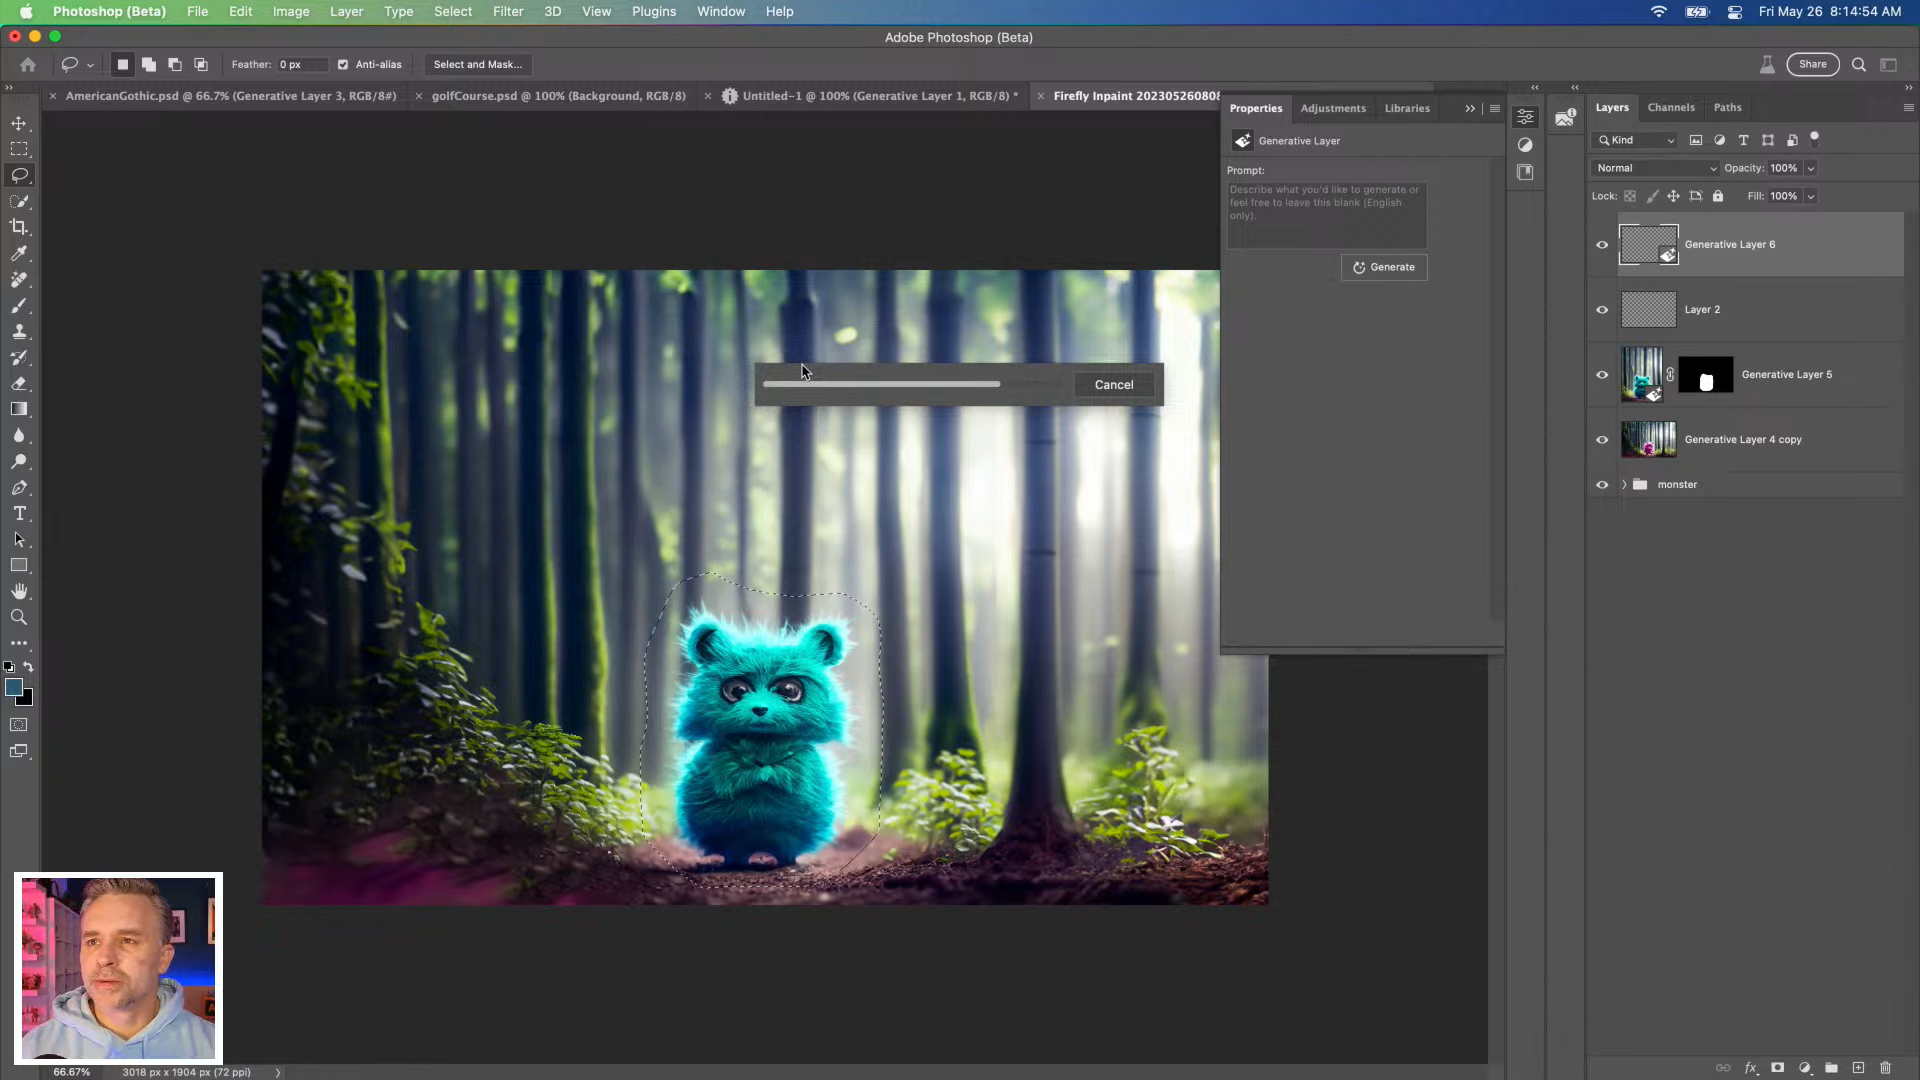 Photoshop (Beta) File Edit Image Layer Type Select Filter 3D View Plugins Window Help Fri May 26 8:14:54 AM
Adobe Photoshop (Beta)
Feather: 0 px Anti-alias Select and Mask... Share
AmericanGothic.psd @ 66.7% (Generative Layer 3, RGB/8#) golfCourse.psd @ 100% (Background, RGB/8) Untitled-1 @ 100% (Generative Layer 1, RGB/8) * Firefly Inpaint 202305260808
Properties Adjustments Libraries
Generative Layer
Prompt:
Describe what you'd like to generate or
feel free to leave this blank (English
only).
Generate
Cancel
Layers Channels Paths
Kind
Normal Opacity: 100%
Lock: Fill: 100%
Generative Layer 6
Layer 2
Generative Layer 5
Generative Layer 4 copy
monster
66.67% 3018 px x 1904 px (72 ppi)